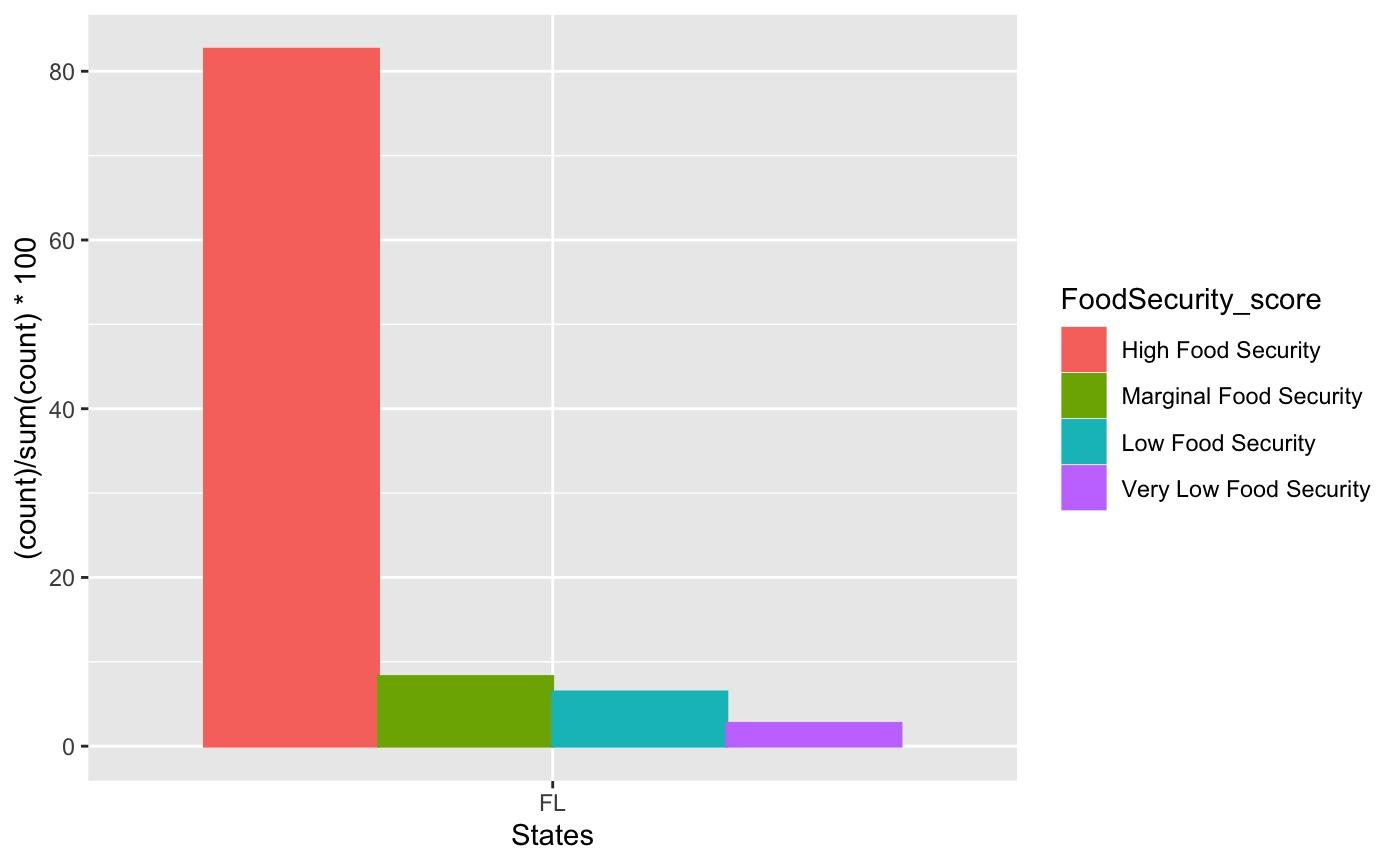 (count)/sum(count) * 100
80
60
40
20
0
FL
States
FoodSecurity_score
High Food Security
Marginal Food Security
Low Food Security
Very Low Food Security